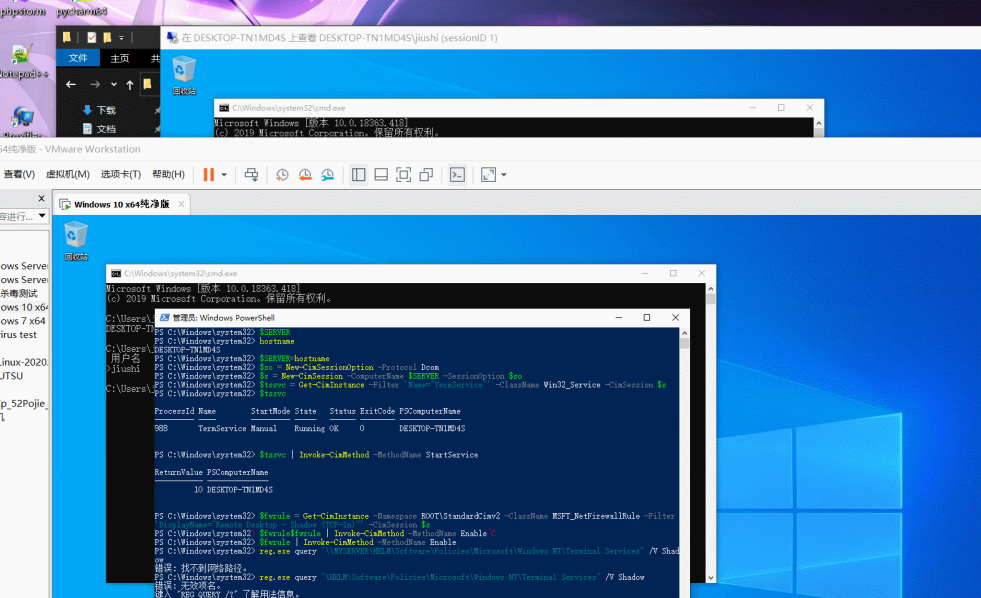 phpstorm pycharm64
在 DESKTOP-TN1MD4S 上查看 DESKTOP-TN1MD4S\jiushi (sessionID 1)
文件 主页 共
回收站
下载
文档
C:\Windows\system32\cmd.exe
Microsoft Windows [版本 10.0.18363.418]
(c) 2019 Microsoft Corporation。保留所有权利。
64纯净版 - VMware Workstation
查看(V) 虚拟机(M) 选项卡(T) 帮助(H)
Windows 10 x64纯净版
容进行...
回收站
ows Server
ows Server
杀毒测试
ows 10 x64
ows 7 x64
irus test
Linux-2020.
UTSU
p_52Pojie_
C:\Windows\system32\cmd.exe
Microsoft Windows [版本 10.0.18363.418]
(c) 2019 Microsoft Corporation。保留所有权利。
C:\Users\
DESKTOP-TN
C:\Users\
用户名
>jiushi
C:\Users\
管理员: Windows PowerShell
PS C:\Windows\system32> $SERVER
PS C:\Windows\system32> hostname
DESKTOP-TN1MD4S
PS C:\Windows\system32> $SERVER=hostname
PS C:\Windows\system32> $so = New-CimSessionOption -Protocol Dcom
PS C:\Windows\system32> $s = New-CimSession -ComputerName $SERVER -SessionOption $so
PS C:\Windows\system32> $tssvc = Get-CimInstance -Filter "Name='TermService'" -ClassName Win32_Service -CimSession $s
PS C:\Windows\system32> $tssvc
ProcessId Name StartMode State Status ExitCode PSComputerName
988 TermService Manual Running OK 0 DESKTOP-TN1MD4S
PS C:\Windows\system32> $tssvc | Invoke-CimMethod -MethodName StartService
ReturnValue PSComputerName
10 DESKTOP-TN1MD4S
PS C:\Windows\system32> $fwrule = Get-CimInstance -Namespace ROOT\StandardCimv2 -ClassName MSFT_NetFirewallRule -Filter
"DisplayName='Remote Desktop - Shadow (TCP-In)'" -CimSession $s
PS C:\Windows\system32> $fwrule$fwrule | Invoke-CimMethod -MethodName Enable^C
PS C:\Windows\system32> $fwrule | Invoke-CimMethod -MethodName Enable
PS C:\Windows\system32> reg.exe query "\\MYSERVER\HKLM\Software\Policies\Microsoft\Windows NT\Terminal Services" /V Shad
ow
错误: 找不到网络路径。
PS C:\Windows\system32> reg.exe query "\HKLM\Software\Policies\Microsoft\Windows NT\Terminal Services" /V Shadow
错误: 无效项名。
键入 "REG QUERY /?" 了解用法信息。